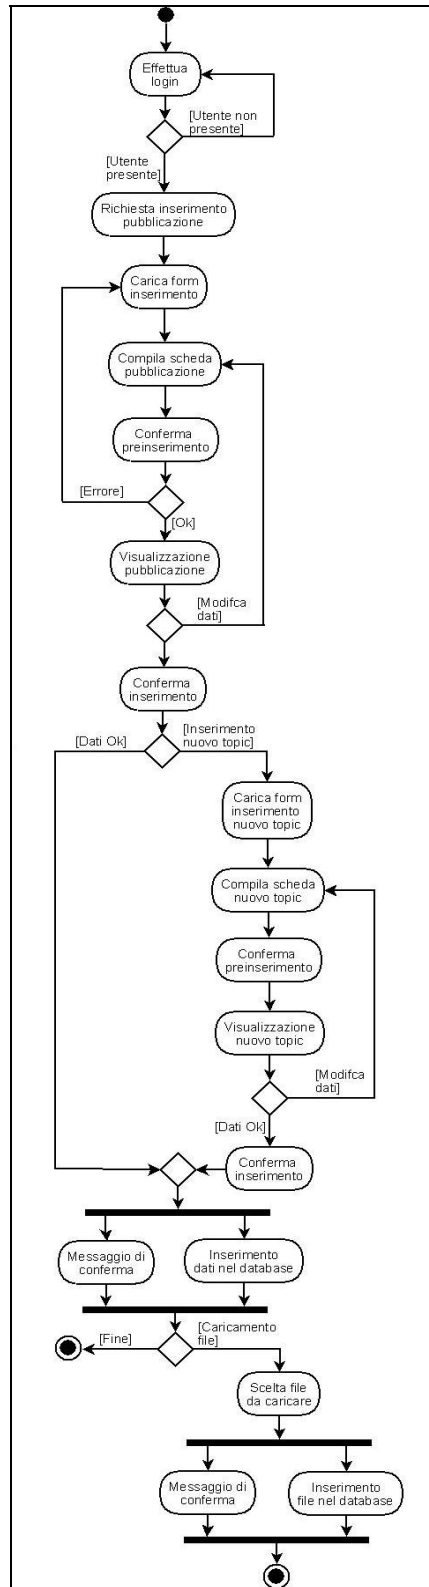 Effettua
login
[Utente non
presente]
[Utente
presente]
Richiesta inserimento
pubblicazione
Carica form
inserimento
Compila scheda
pubblicazione
Conferma
preinserimento
[Errore]
[Ok]
Visualizzazione
pubblicazione
[Modifca
dati]
Conferma
inserimento
[Dati Ok]
[Inserimento
nuovo topic]
Carica form
inserimento
nuovo topic
Compila scheda
nuovo topic
Conferma
preinserimento
Visualizzazione
nuovo topic
[Modifca
dati]
[Dati Ok]
Conferma
inserimento
Messaggio di
conferma
Inserimento
dati nel database
[Fine]
[Caricamento
file]
Scelta file
da caricare
Messaggio di
conferma
Inserimento
file nel database